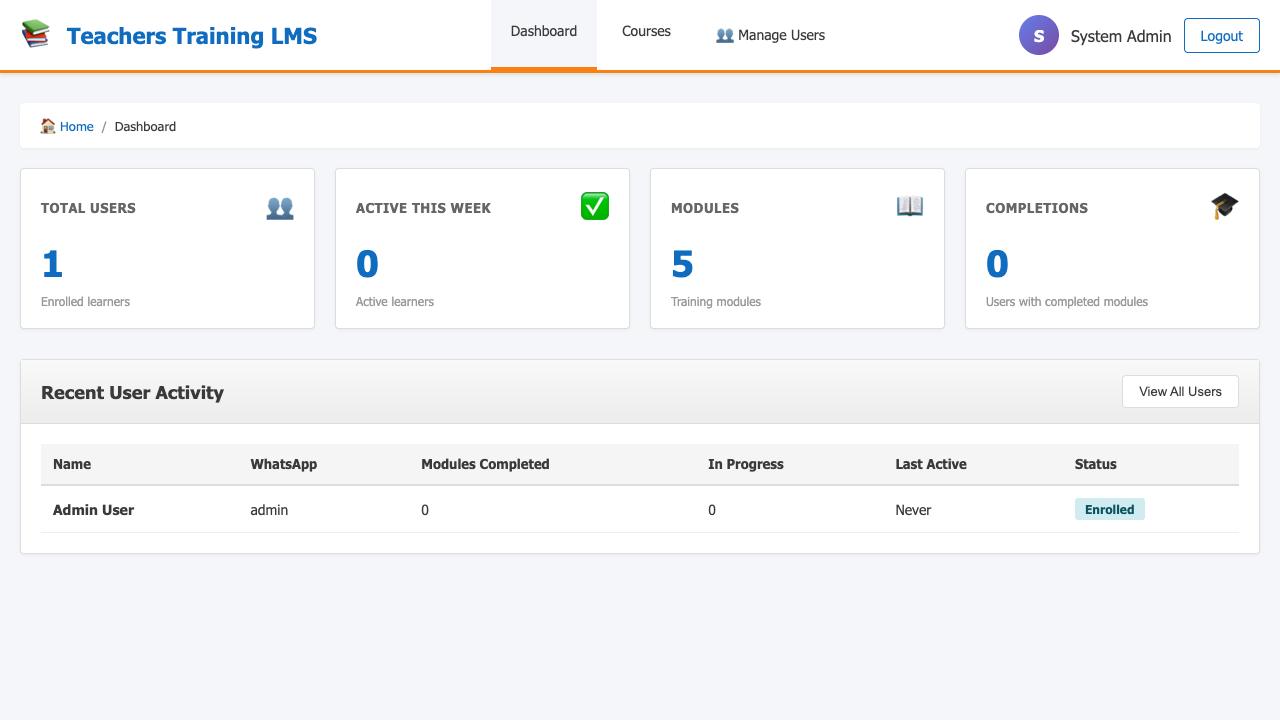 Teachers Training LMS
Dashboard
Courses
Manage Users
S
System Admin
Logout
Home / Dashboard
TOTAL USERS
1
Enrolled learners
ACTIVE THIS WEEK
0
Active learners
MODULES
5
Training modules
COMPLETIONS
0
Users with completed modules
Recent User Activity
View All Users
Name WhatsApp Modules Completed In Progress Last Active Status
Admin User admin 0 0 Never Enrolled